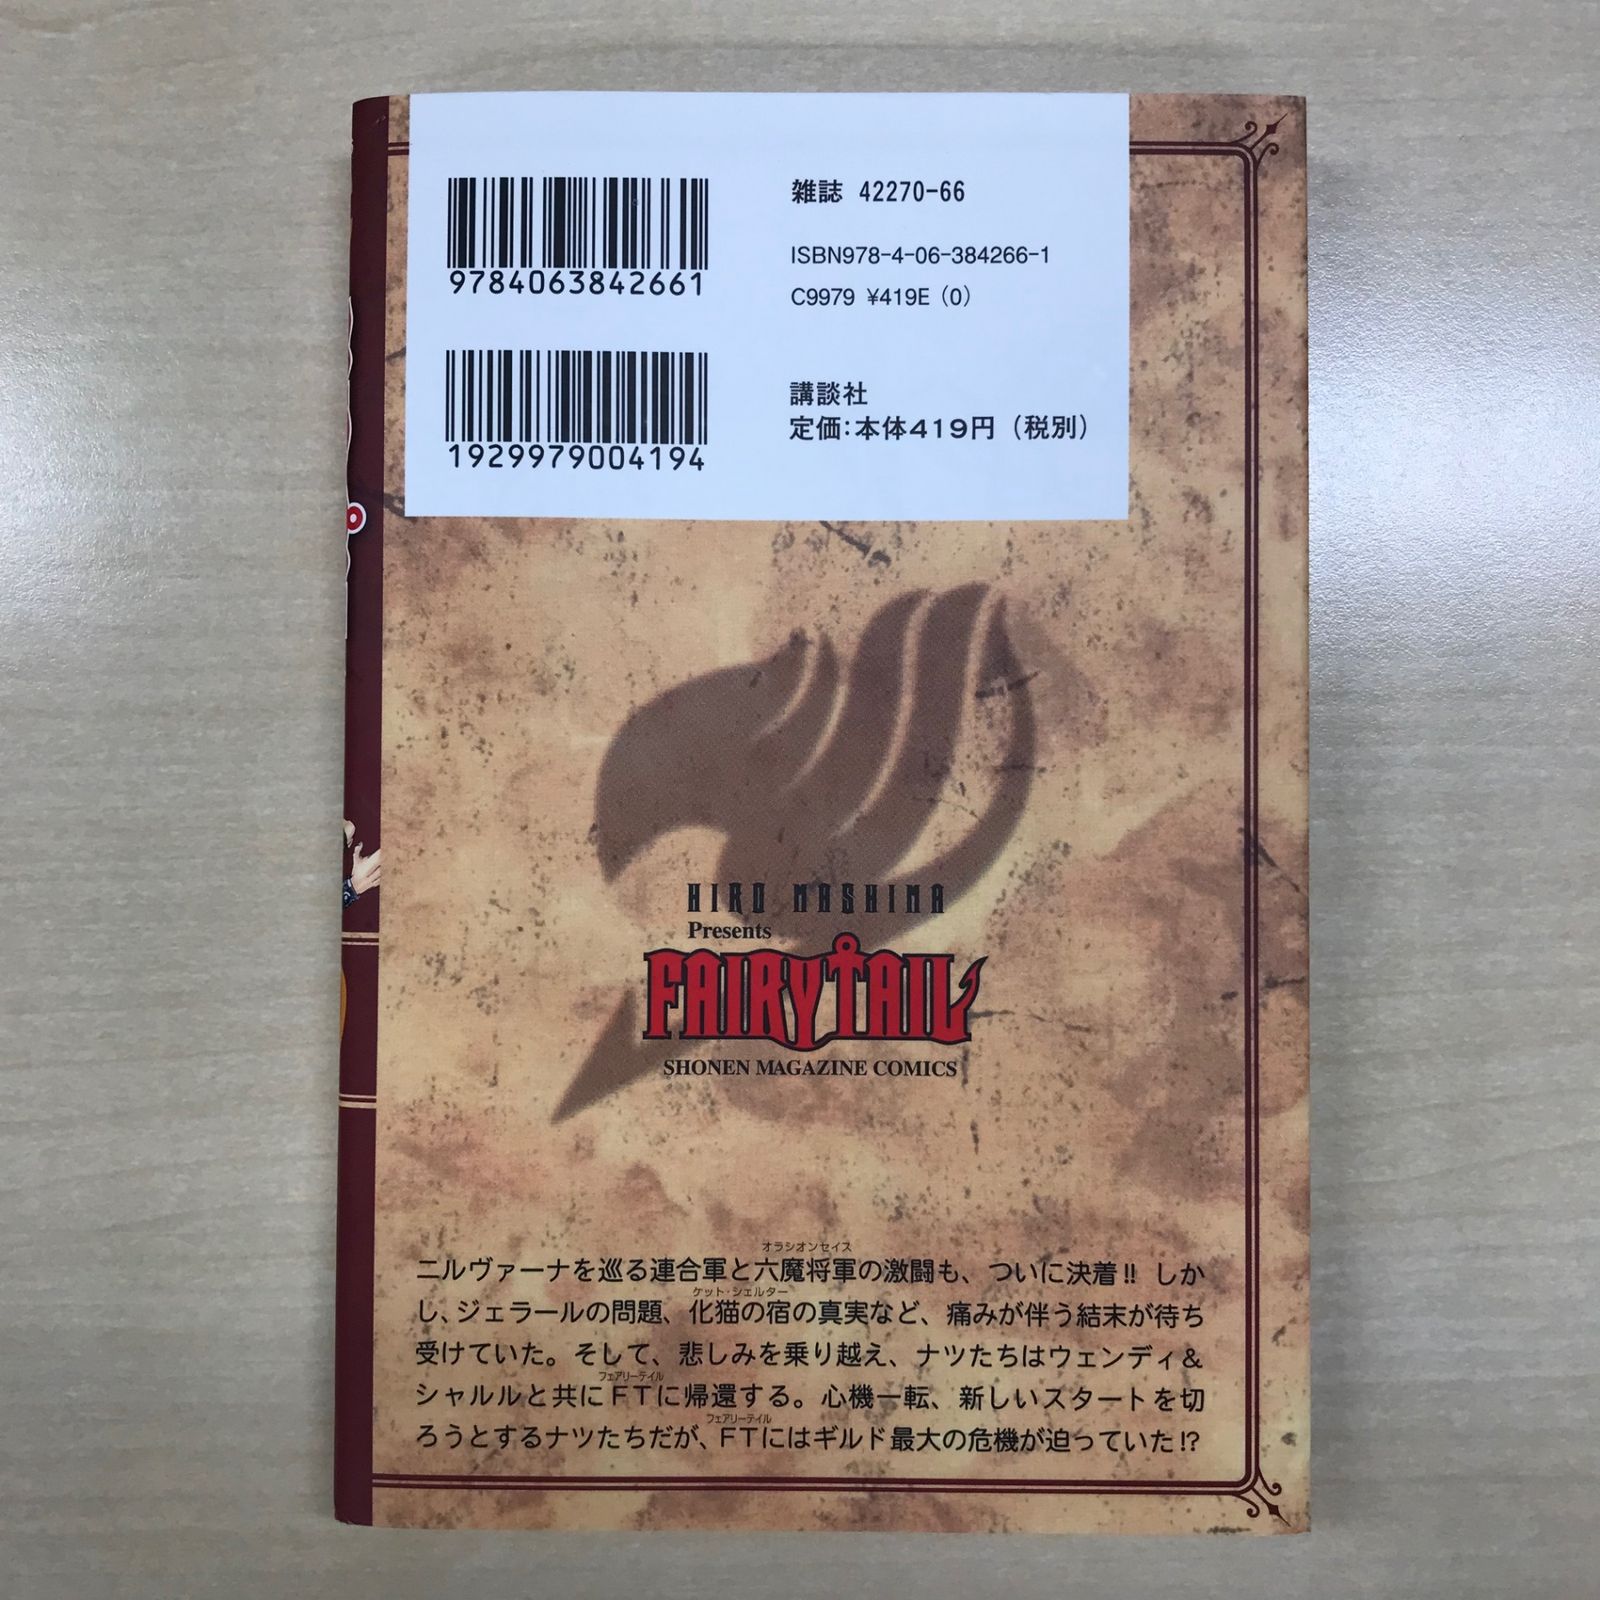 雑誌 42270-66
ISBN978-4-06-384266-1
C9979 ¥419E (0)
9784063842661
講談社
定価：本体419円（税別）
1929979004194
HIRO MASHIMA
Presents
FAIRY TAIL
SHONEN MAGAZINE COMICS
オラシオンセイス
ニルヴァーナを巡る連合軍と六魔将軍の激闘も、ついに決着!! しか
ケット・シェルター
し、ジェラールの問題、化猫の宿の真実など、痛みが伴う結末が待ち
受けていた。そして、悲しみを乗り越え、ナツたちはウェンディ&
フェアリーテイル
シャルルと共にFTに帰還する。心機一転、新しいスタートを切
フェアリーテイル
ろうとするナツたちだが、FTにはギルド最大の危機が迫っていた!?